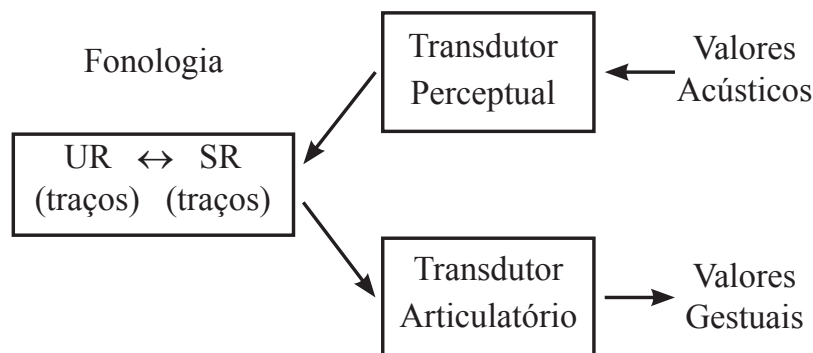 Fonologia
UR ↔ SR
(traços) (traços)
Transdutor
Perceptual
Valores
Acústicos
Transdutor
Articulatório
Valores
Gestuais